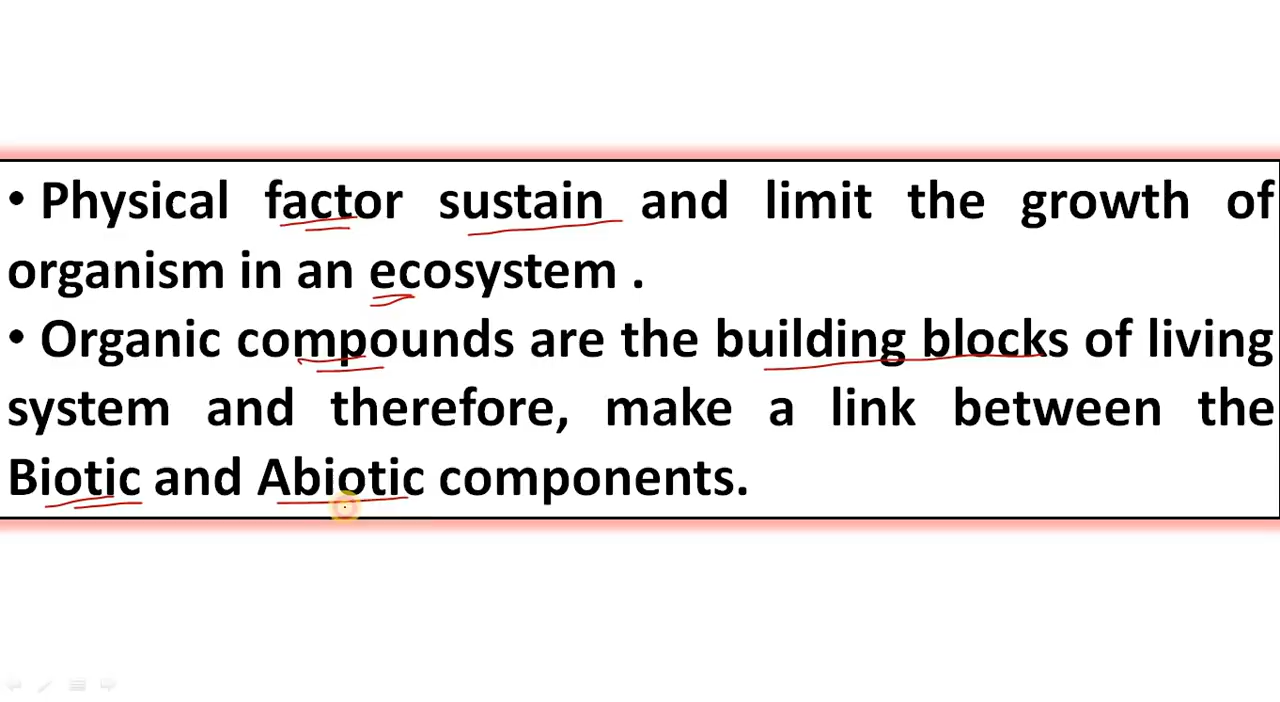 • Physical factor sustain and limit the growth of
organism in an ecosystem .
• Organic compounds are the building blocks of living
system and therefore, make a link between the
Biotic and Abiotic components.